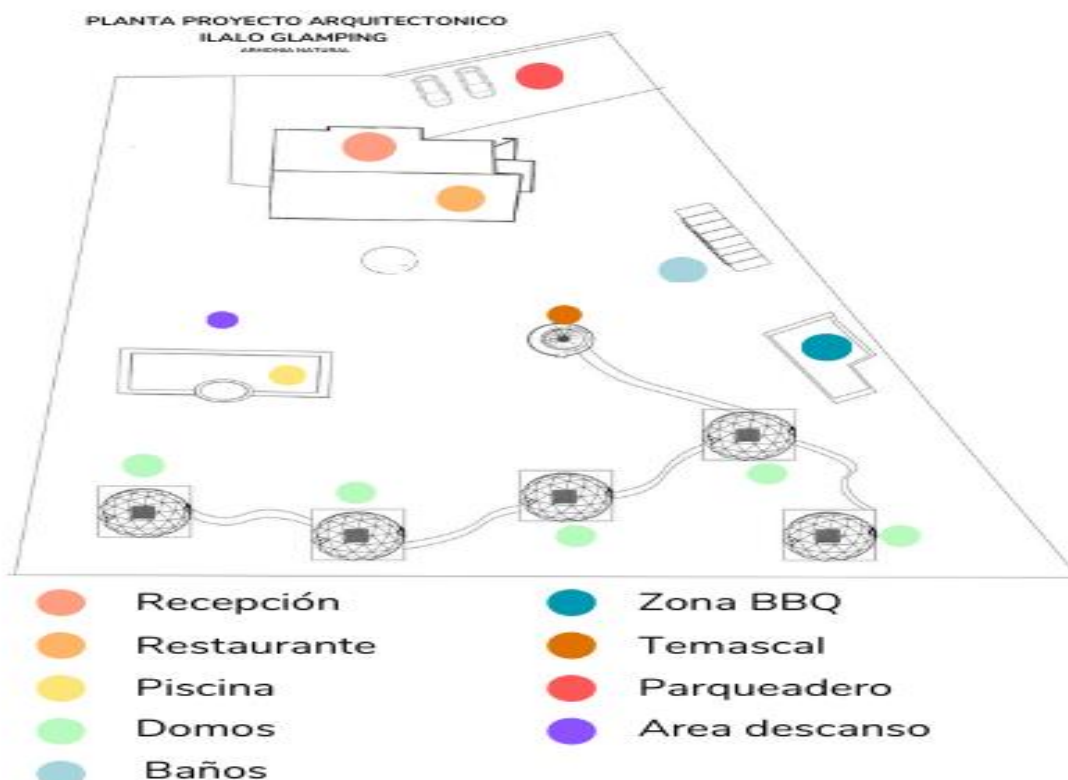 PLANTA PROYECTO ARQUITECTONICO
ILALO GLAMPING
ARMONIA NATURAL
Recepción
Restaurante
Piscina
Domos
Baños
Zona BBQ
Temascal
Parqueadero
Area descanso